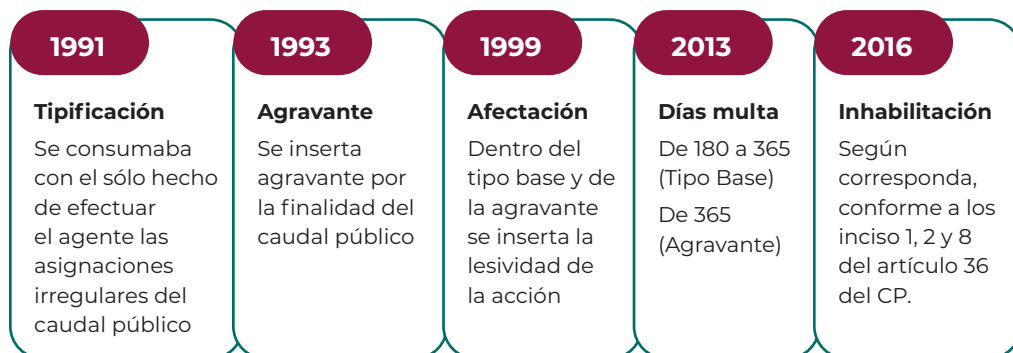 1991
Tipificación
Se consumaba
con el sólo hecho
de efectuar
el agente las
asignaciones
irregulares del
caudal público
1993
Agravante
Se inserta
agravante por
la finalidad del
caudal público
1999
Afectación
Dentro del
tipo base y de
la agravante
se inserta la
lesividad de
la acción
2013
Días multa
De 180 a 365
(Tipo Base)
De 365
(Agravante)
2016
Inhabilitación
Según
corresponda,
conforme a los
inciso 1, 2 y 8
del artículo 36
del CP.